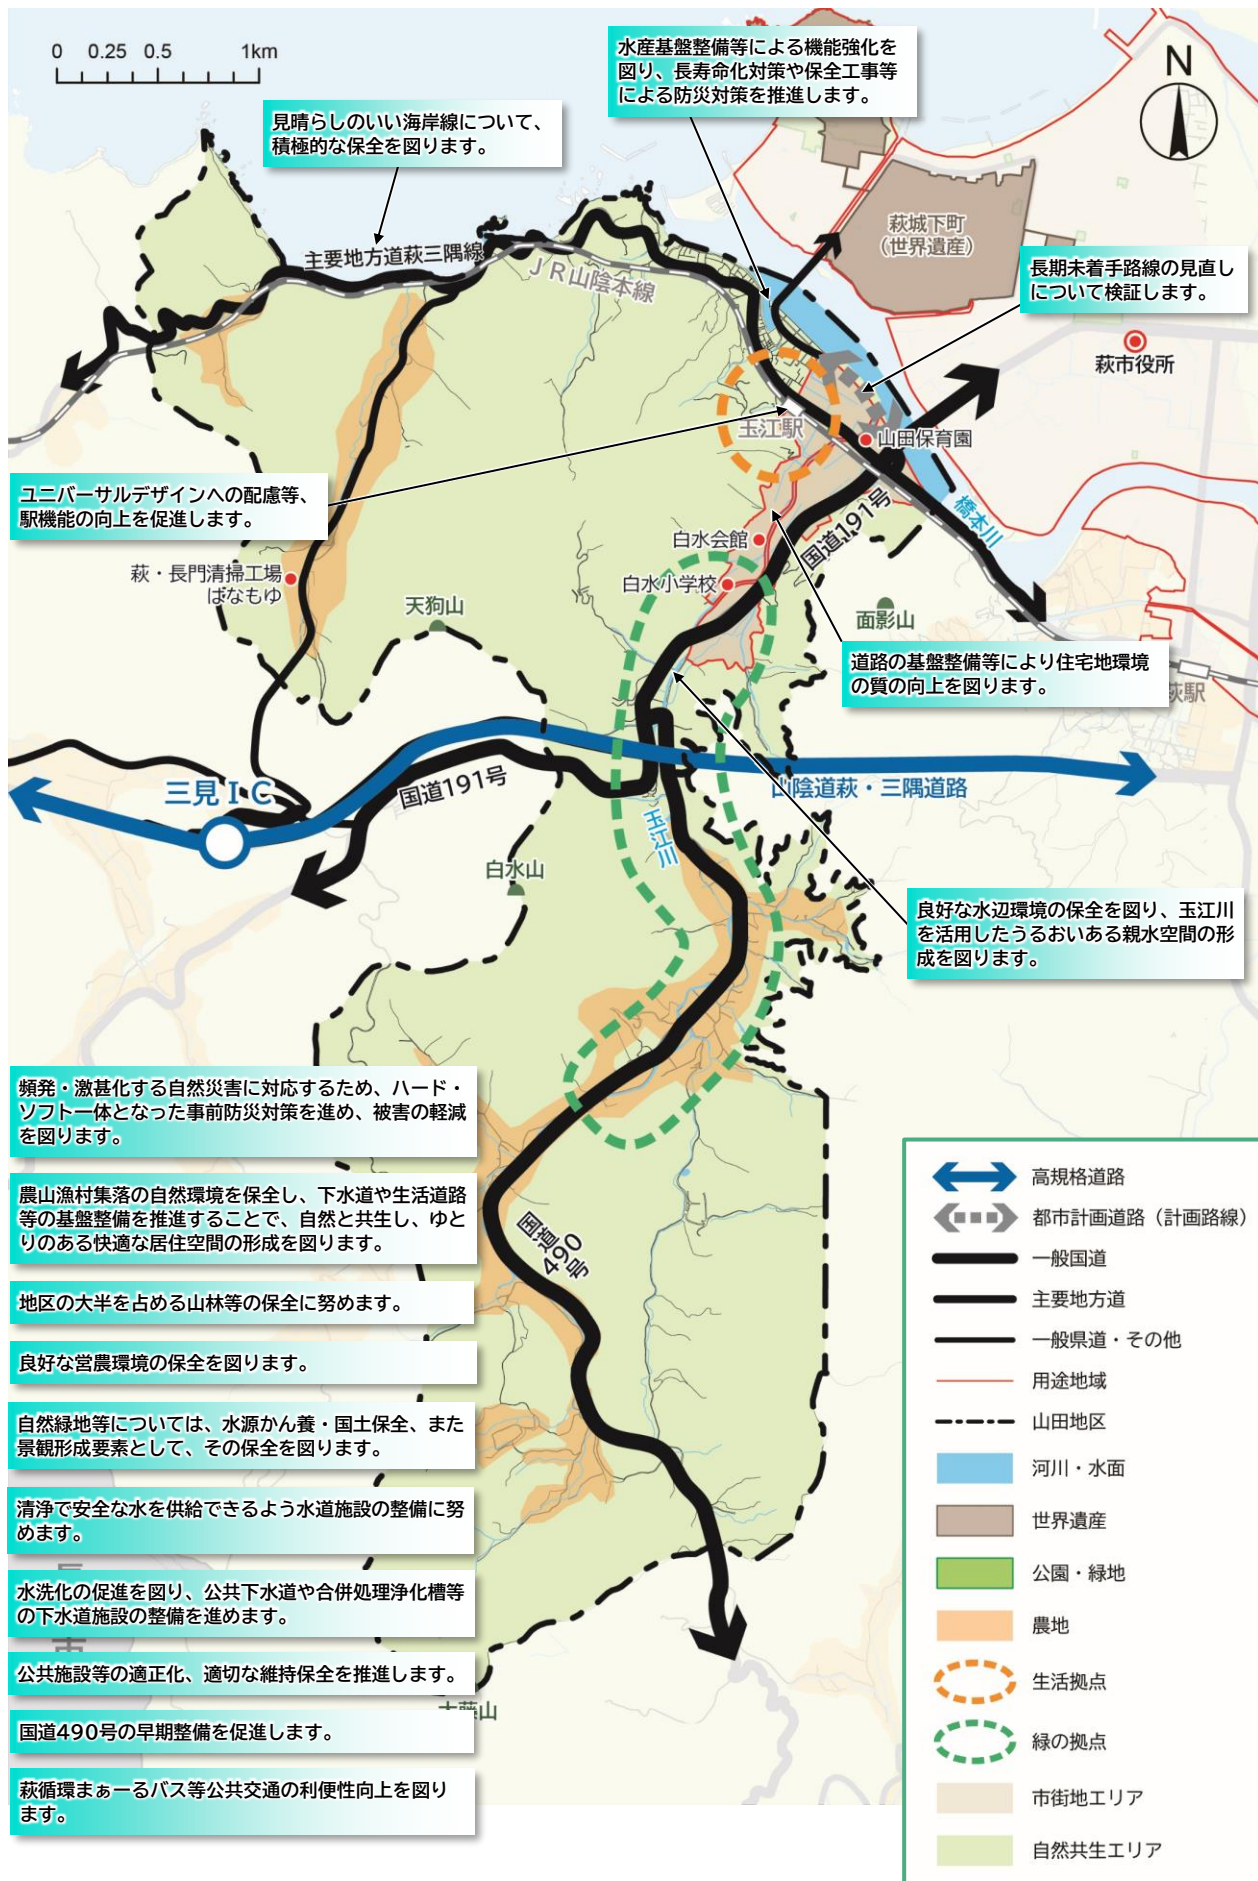 0 0.25 0.5 1km
水産基盤整備等による機能強化を
図り、長寿命化対策や保全工事等
による防災対策を推進します。
N
見晴らしのいい海岸線について、
積極的な保全を図ります。
萩城下町
（世界遺産）
主要地方道萩三隅線
ＪＲ山陰本線
長期未着手路線の見直し
について検証します。
萩市役所
玉江駅
山田保育園
ユニバーサルデザインへの配慮等、
駅機能の向上を促進します。
橋本川
国道191号
白水会館
萩・長門清掃工場
はなもゆ
白水小学校
天狗山
面影山
道路の基盤整備等により住宅地環境
の質の向上を図ります。
萩駅
三見ＩＣ
国道191号
山陰道萩・三隅道路
玉江川
白水山
良好な水辺環境の保全を図り、玉江川
を活用したうるおいある親水空間の形
成を図ります。
頻発・激甚化する自然災害に対応するため、ハード・
ソフト一体となった事前防災対策を進め、被害の軽減
を図ります。
農山漁村集落の自然環境を保全し、下水道や生活道路
等の基盤整備を推進することで、自然と共生し、ゆと
りのある快適な居住空間の形成を図ります。
国道
490
号
地区の大半を占める山林等の保全に努めます。
良好な営農環境の保全を図ります。
自然緑地等については、水源かん養・国土保全、また
景観形成要素として、その保全を図ります。
清浄で安全な水を供給できるよう水道施設の整備に努
めます。
水洗化の促進を図り、公共下水道や合併処理浄化槽等
の下水道施設の整備を進めます。
市
公共施設等の適正化、適切な維持保全を推進します。
国道490号の早期整備を促進します。
萩循環まぁーるバス等公共交通の利便性向上を図り
ます。
高規格道路
都市計画道路（計画路線）
一般国道
主要地方道
一般県道・その他
用途地域
山田地区
河川・水面
世界遺産
公園・緑地
農地
生活拠点
緑の拠点
市街地エリア
自然共生エリア